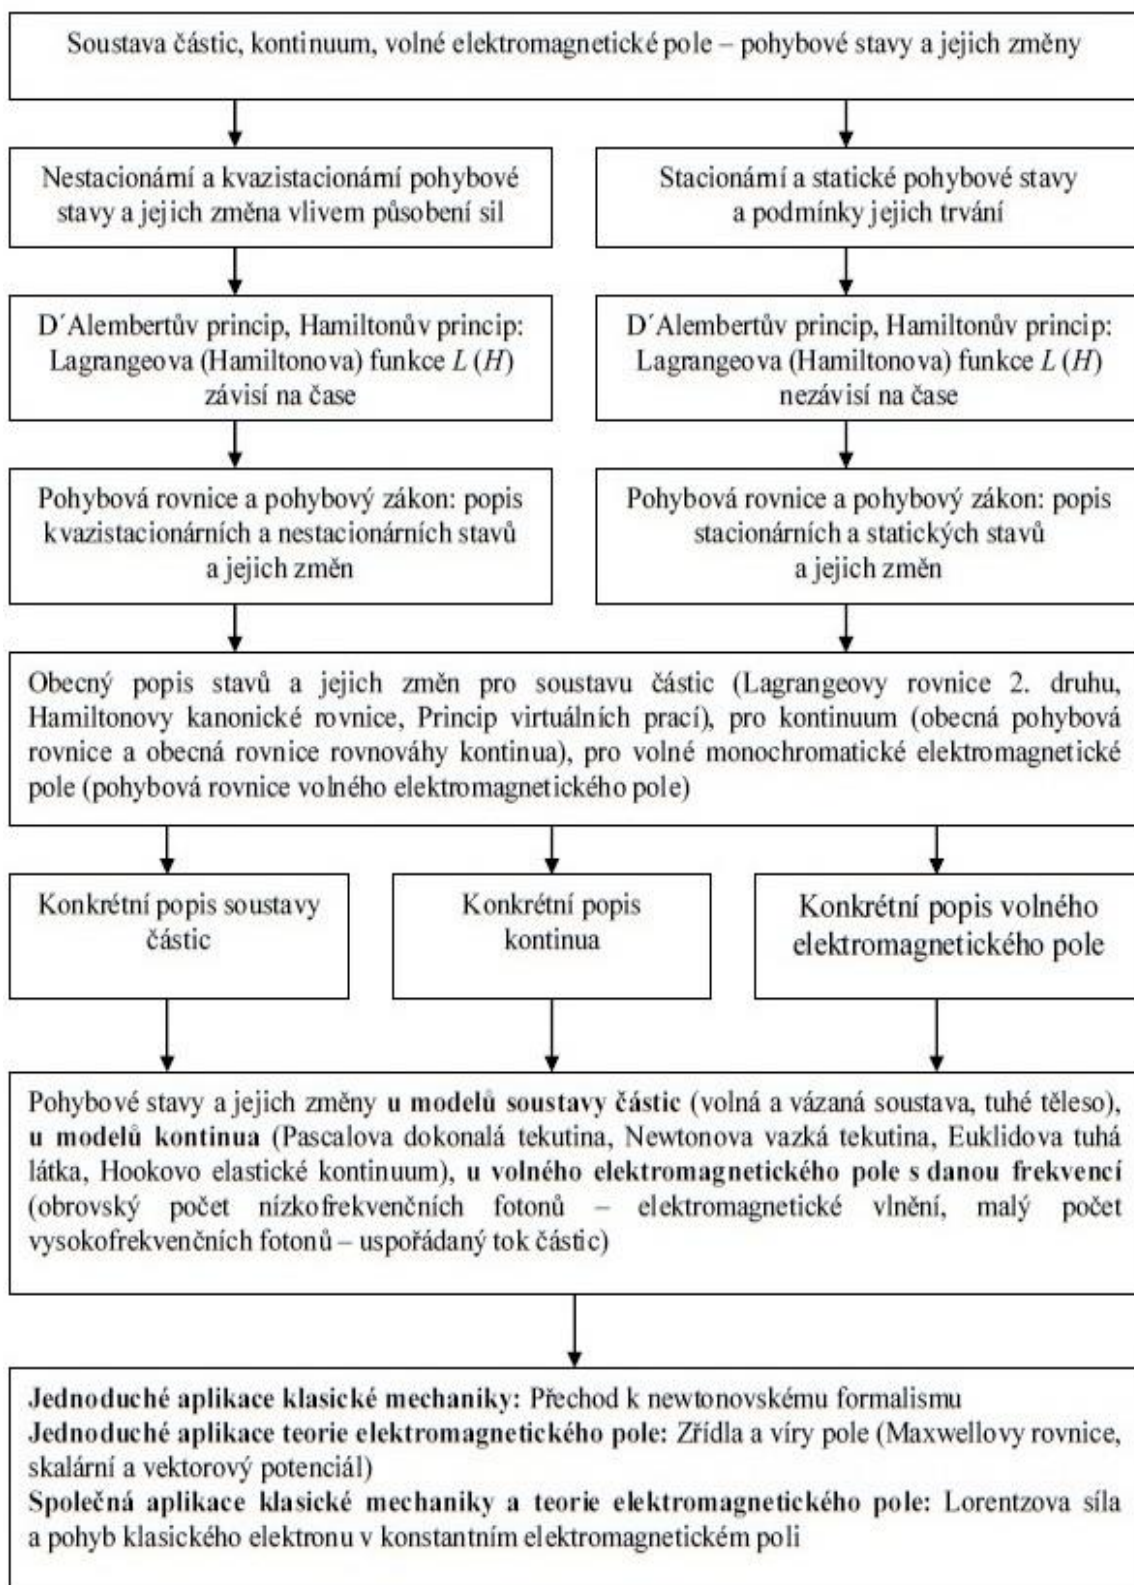 Soustava částic, kontinuum, volné elektromagnetické pole – pohybové stavy a jejich změny
Nestacionární a kvazistacionární pohybové
stavy a jejich změna vlivem působení sil
Stacionární a statické pohybové stavy
a podmínky jejich trvání
D´Alembertův princip, Hamiltonův princip:
Lagrangeova (Hamiltonova) funkce L (H)
závisí na čase
D´Alembertův princip, Hamiltonův princip:
Lagrangeova (Hamiltonova) funkce L (H)
nezávisí na čase
Pohybová rovnice a pohybový zákon: popis
kvazistacionárních a nestacionárních stavů
a jejich změn
Pohybová rovnice a pohybový zákon: popis
stacionárních a statických stavů
a jejich změn
Obecný popis stavů a jejich změn pro soustavu částic (Lagrangeovy rovnice 2. druhu,
Hamiltonovy kanonické rovnice, Princip virtuálních prací), pro kontinuum (obecná pohybová
rovnice a obecná rovnice rovnováhy kontinua), pro volné monochromatické elektromagnetické
pole (pohybová rovnice volného elektromagnetického pole)
Konkrétní popis soustavy
částic
Konkrétní popis
kontinua
Konkrétní popis volného
elektromagnetického pole
Pohybové stavy a jejich změny u modelů soustavy částic (volná a vázaná soustava, tuhé těleso),
u modelů kontinua (Pascalova dokonalá tekutina, Newtonova vazká tekutina, Euklidova tuhá
látka, Hookovo elastické kontinuum), u volného elektromagnetického pole s danou frekvencí
(obrovský počet nízkofrekvenčních fotonů – elektromagnetické vlnění, malý počet
vysokofrekvenčních fotonů – uspořádaný tok částic)
Jednoduché aplikace klasické mechaniky: Přechod k newtonovskému formalismu
Jednoduché aplikace teorie elektromagnetického pole: Zřídla a víry pole (Maxwellovy rovnice,
skalární a vektorový potenciál)
Společná aplikace klasické mechaniky a teorie elektromagnetického pole: Lorentzova síla
a pohyb klasického elektronu v konstantním elektromagnetickém poli